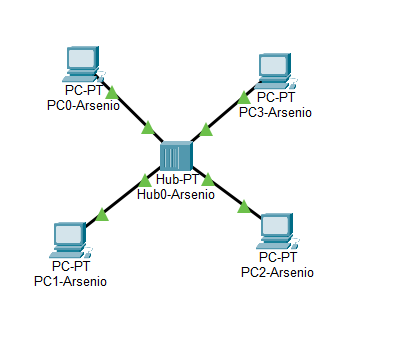 PC-PT
PC0-Arsenio
PC-PT
PC3-Arsenio
Hub-PT
Hub0-Arsenio
PC-PT
PC1-Arsenio
PC-PT
PC2-Arsenio